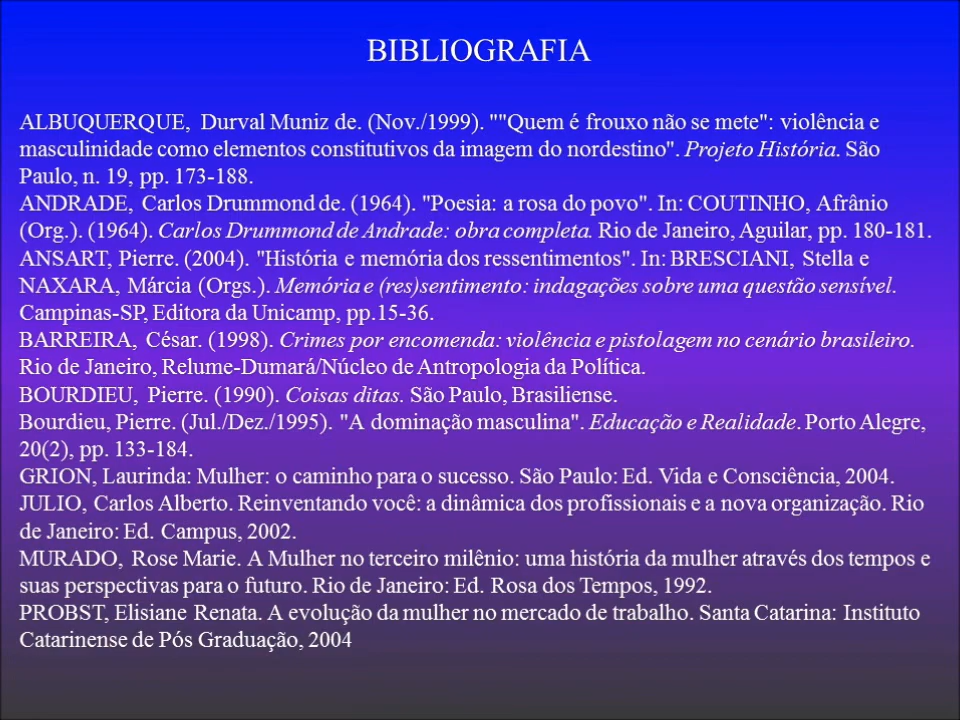 BIBLIOGRAFIA
ALBUQUERQUE, Durval Muniz de. (Nov./1999). ""Quem é frouxo não se mete": violência e
masculinidade como elementos constitutivos da imagem do nordestino". Projeto História. São
Paulo, n. 19, pp. 173-188.
ANDRADE, Carlos Drummond de. (1964). "Poesia: a rosa do povo". In: COUTINHO, Afrânio
(Org.). (1964). Carlos Drummond de Andrade: obra completa. Rio de Janeiro, Aguilar, pp. 180-181.
ANSART, Pierre. (2004). "História e memória dos ressentimentos". In: BRESCIANI, Stella e
NAXARA, Márcia (Orgs.). Memória e (res)sentimento: indagações sobre uma questão sensível.
Campinas-SP, Editora da Unicamp, pp.15-36.
BARREIRA, César. (1998). Crimes por encomenda: violência e pistolagem no cenário brasileiro.
Rio de Janeiro, Relume-Dumará/Núcleo de Antropologia da Política.
BOURDIEU, Pierre. (1990). Coisas ditas. São Paulo, Brasiliense.
Bourdieu, Pierre. (Jul./Dez./1995). "A dominação masculina". Educação e Realidade. Porto Alegre,
20(2), pp. 133-184.
GRION, Laurinda: Mulher: o caminho para o sucesso. São Paulo: Ed. Vida e Consciência, 2004.
JULIO, Carlos Alberto. Reinventando você: a dinâmica dos profissionais e a nova organização. Rio
de Janeiro: Ed. Campus, 2002.
MURADO, Rose Marie. A Mulher no terceiro milênio: uma história da mulher através dos tempos e
suas perspectivas para o futuro. Rio de Janeiro: Ed. Rosa dos Tempos, 1992.
PROBST, Elisiane Renata. A evolução da mulher no mercado de trabalho. Santa Catarina: Instituto
Catarinense de Pós Graduação, 2004